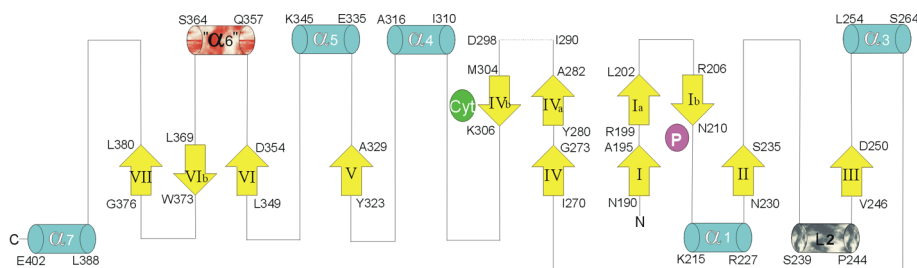 S364 Q357 K345 E335 A316 I310 L254 S264
"α6" α5 α4 D298 I290 α3
M304 A282 L202 R206
Cyt IVb IVa Ia Ib
K306 Y280 R199 N210
P
L380 L369 D354 A329 G273 A195 S235 D250
VII VIb VI V IV I II III
G376 W373 L349 Y323 I270 N190 N230 V246
N
C α7 α1 L2
E402 L388 K215 R227 S239 P244